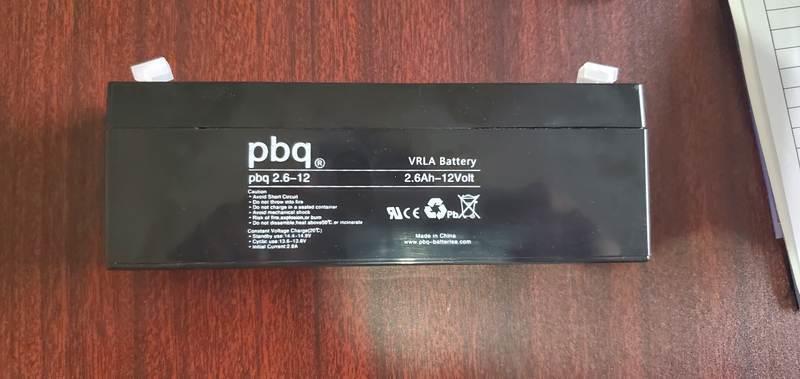 pbq®
VRLA Battery
pbq 2.6-12
2.6Ah-12Volt
Caution
• Avoid Short Circuit
• Do not throw into fire
• Do not charge in a sealed container
• Avoid mechanical shock
• Risk of fire,explosion,or burn
• Do not dissemble,heat above50℃,or incinerate
Constant Voltage Charge(20℃)
• Standby use:14.4-14.9V
• Cyclic use:13.6-13.8V
• Initial Current:2.8A
Pb
Made in China
www.pbq-batteries.com